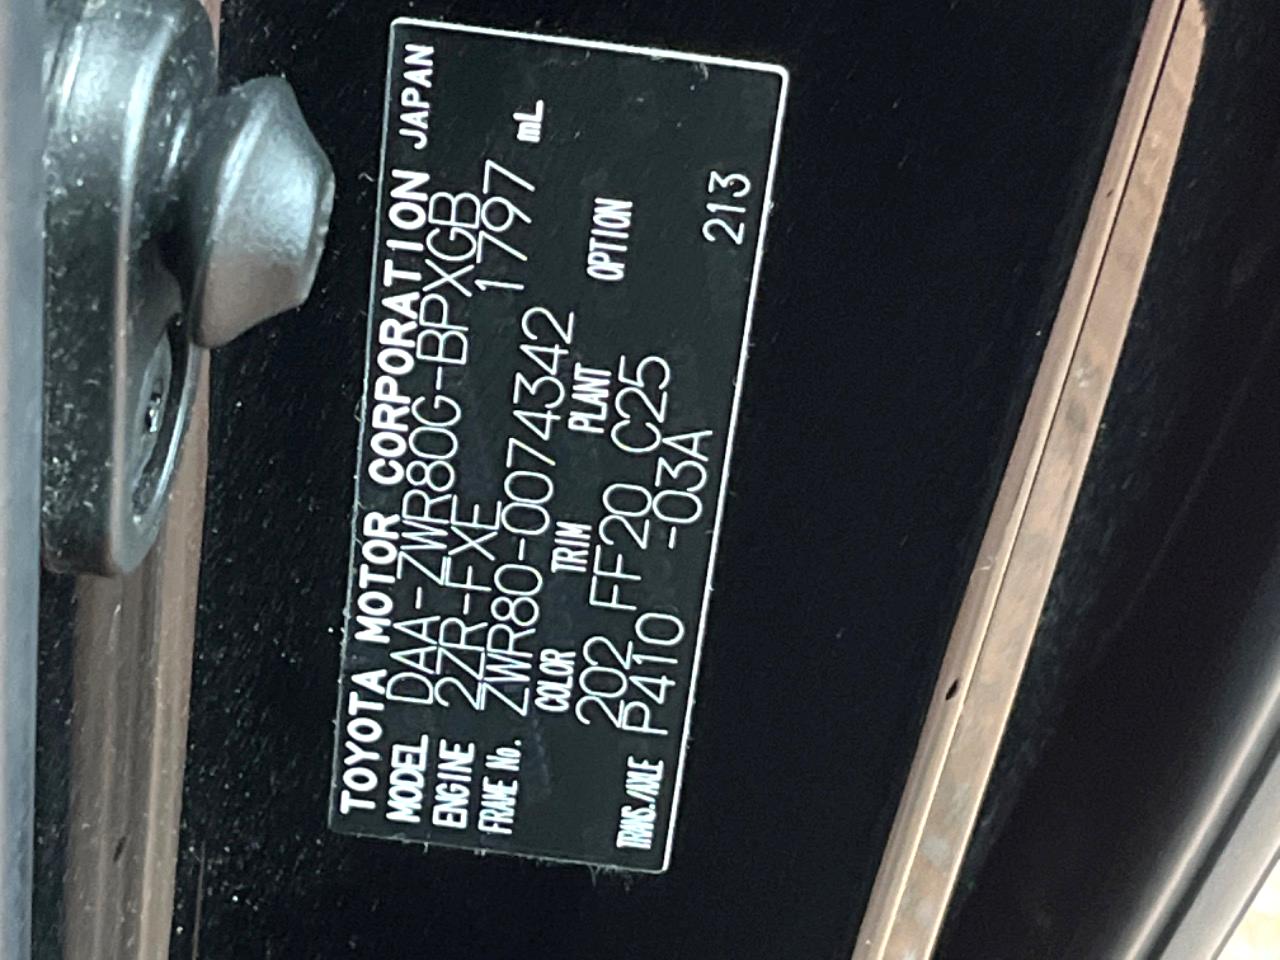 TOYOTA MOTOR CORPORATION JAPAN
MODEL DAA-ZWR80G-BPXGB
ENGINE 2ZR-FXE 1797 mL
FRAME No. ZWR80-0074342
COLOR TRIM PLANT OPTION
202 FF20 C25
TRANS./AXLE P410 -03A 213